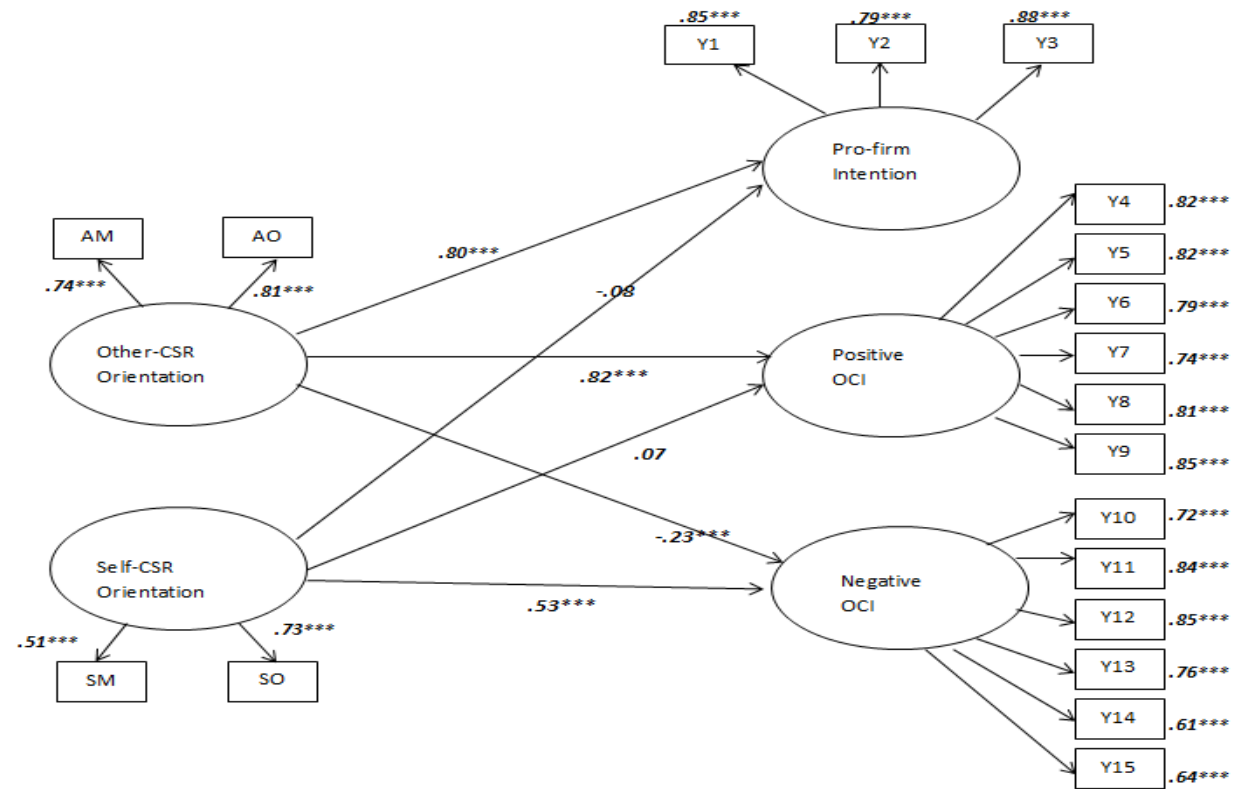 .85***
.79***
.88***
Y1
Y2
Y3
Pro-firm
Intention
Y4
.82***
AM
AO
.80***
Y5
.82***
.74***
.81***
-.08
Y6
.79***
Other-CSR
Orientation
Positive
OCI
Y7
.74***
.82***
Y8
.81***
.07
Y9
.85***
Y10
.72***
-.23***
Y11
.84***
Self-CSR
Orientation
Negative
OCI
.53***
Y12
.85***
.51***
.73***
Y13
.76***
SM
SO
Y14
.61***
Y15
.64***